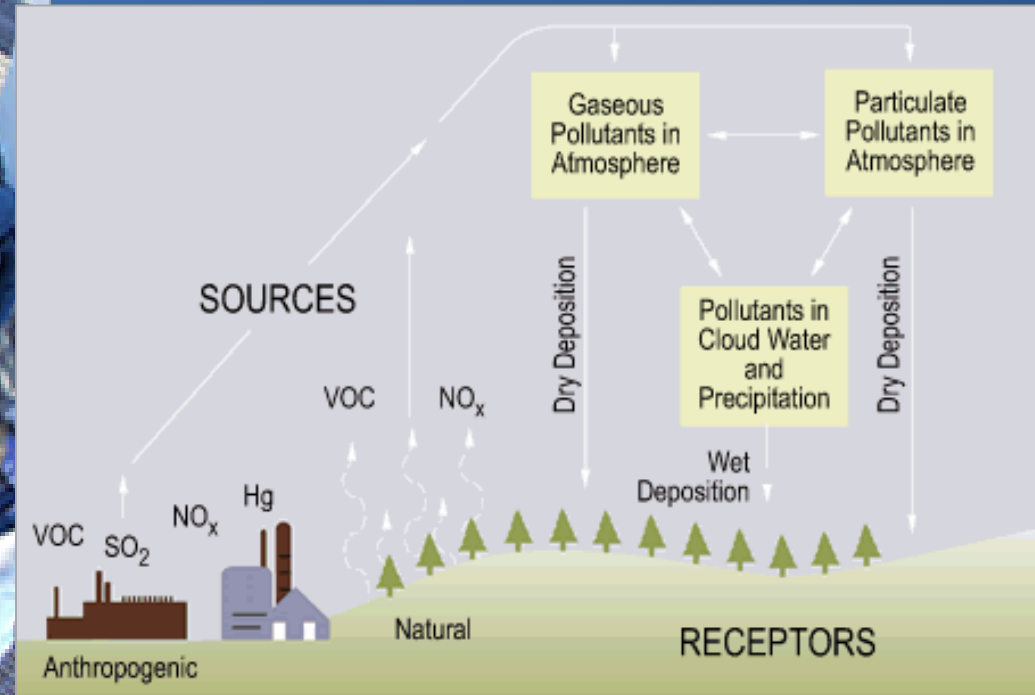 Gaseous
Pollutants in
Atmosphere
Particulate
Pollutants in
Atmosphere
SOURCES
Dry Deposition
Pollutants in
Cloud Water
and
Precipitation
Dry Deposition
VOC
NOx
Wet
Deposition
VOC
SO2
NOx
Hg
Natural
RECEPTORS
Anthropogenic